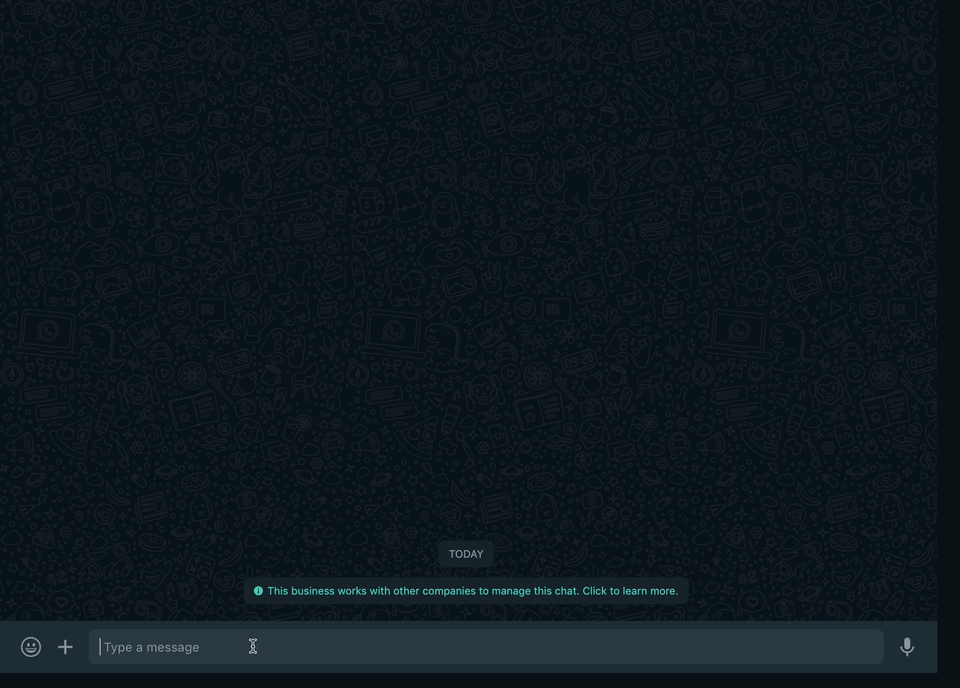 TODAY
This business works with other companies to manage this chat. Click to learn more.
Type a message